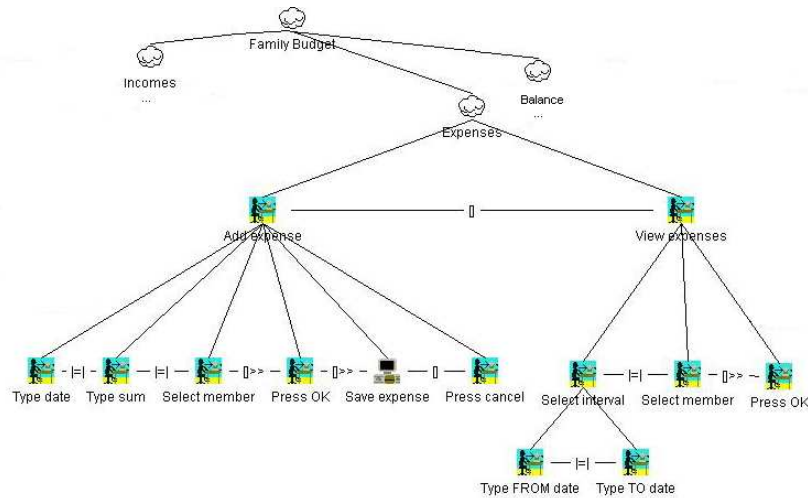 Family Budget
Incomes
...
Balance
...
Expenses
Add expense
[]
View expenses
Type date
|=|
Type sum
|=|
Select member
[]>>
Press OK
[]>>
Save expense
[]
Press cancel
Select interval
|=|
Select member
[]>>
Press OK
Type FROM date
|=|
Type TO date